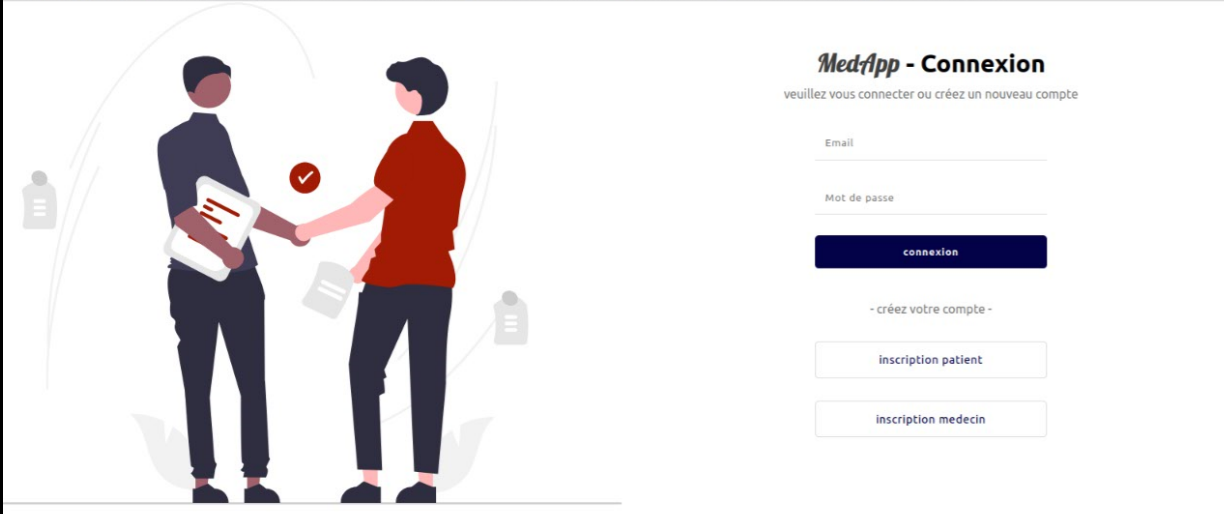 MedApp - Connexion
veuillez vous connecter ou créez un nouveau compte
Email
Mot de passe
connexion
- créez votre compte -
inscription patient
inscription medecin